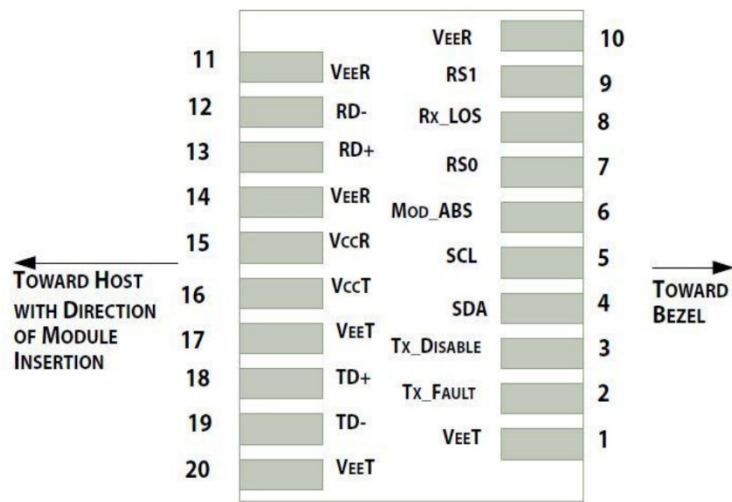 11
VEER
12
RD-
13
RD+
14
VEER
15
VCCR
16
VCCT
17
VEET
18
TD+
19
TD-
20
VEET
VEER
10
RS1
9
RX_LOS
8
RS0
7
MOD_ABS
6
SCL
5
SDA
4
TX_DISABLE
3
TX_FAULT
2
VEET
1
TOWARD HOST
WITH DIRECTION
OF MODULE
INSERTION
TOWARD
BEZEL